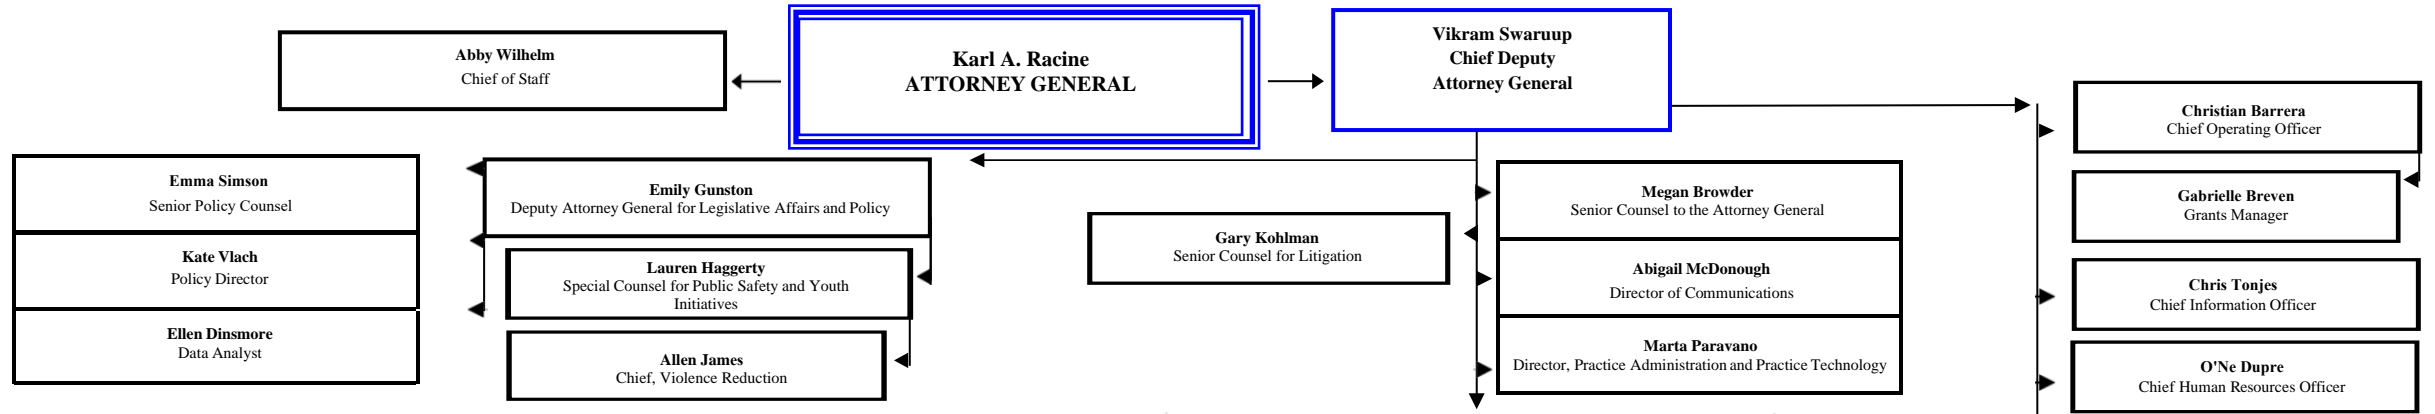 Abby Wilhelm
Chief of Staff
Karl A. Racine
ATTORNEY GENERAL
Vikram Swaruup
Chief Deputy
Attorney General
Christian Barrera
Chief Operating Officer
Gabrielle Breven
Grants Manager
Chris Tonjes
Chief Information Officer
O'Ne Dupre
Chief Human Resources Officer
Emma Simson
Senior Policy Counsel
Kate Vlach
Policy Director
Ellen Dinsmore
Data Analyst
Emily Gunston
Deputy Attorney General for Legislative Affairs and Policy
Lauren Haggerty
Special Counsel for Public Safety and Youth
Initiatives
Allen James
Chief, Violence Reduction
Gary Kohlman
Senior Counsel for Litigation
Megan Browder
Senior Counsel to the Attorney General
Abigail McDonough
Director of Communications
Marta Paravano
Director, Practice Administration and Practice Technology